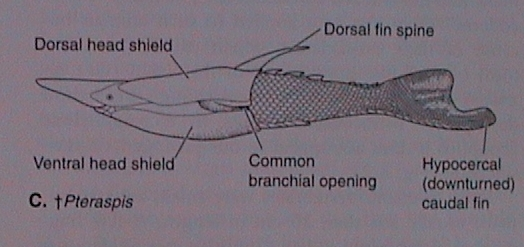 Dorsal fin spine
Dorsal head shield
Ventral head shield
Common
branchial opening
Hypocercal
(downturned)
caudal fin
C. †Pteraspis